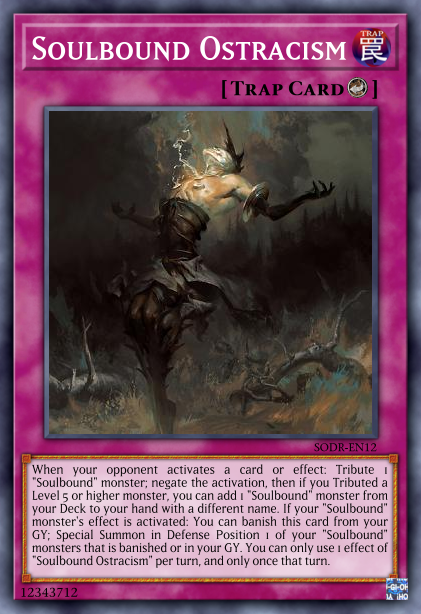 Soulbound Ostracism
TRAP
罠
[Trap Card]
SODR-EN12
When your opponent activates a card or effect: Tribute 1
"Soulbound" monster; negate the activation, then if you Tributed a
Level 5 or higher monster, you can add 1 "Soulbound" monster from
your Deck to your hand with a different name. If your "Soulbound"
monster's effect is activated: You can banish this card from your
GY; Special Summon in Defense Position 1 of your "Soulbound"
monsters that is banished or in your GY. You can only use 1 effect of
"Soulbound Ostracism" per turn, and only once that turn.
12343712